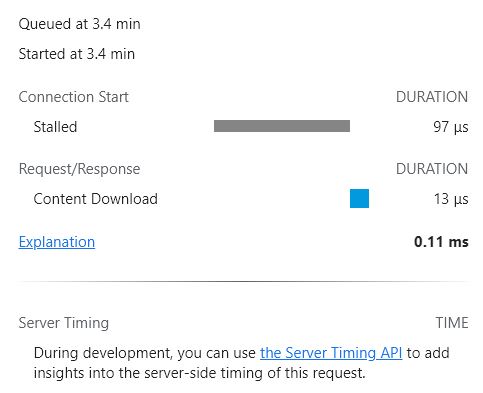 Queued at 3.4 min
Started at 3.4 min
Connection Start DURATION
Stalled 97 μs
Request/Response DURATION
Content Download 13 μs
Explanation 0.11 ms
Server Timing TIME
During development, you can use the Server Timing API to add
insights into the server-side timing of this request.